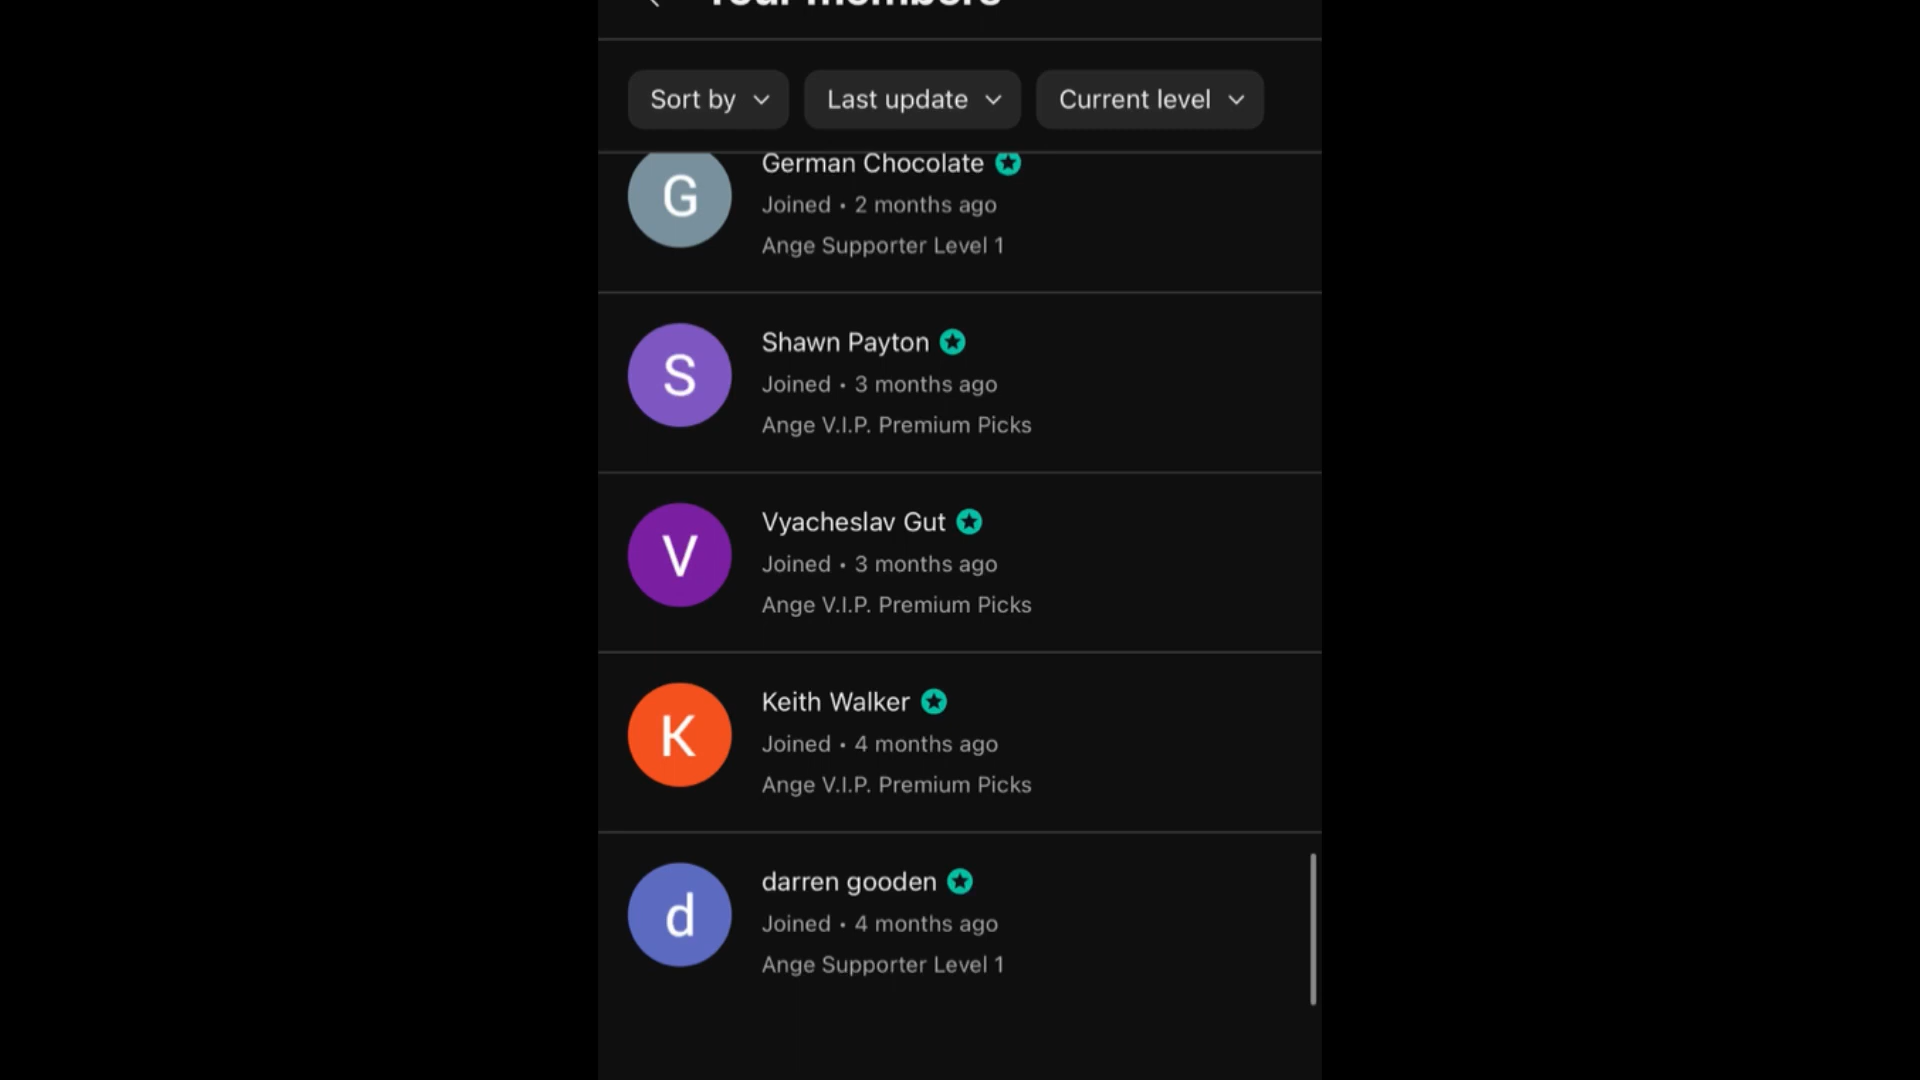 Your members
Sort by
Last update
Current level
G
German Chocolate
Joined • 2 months ago
Ange Supporter Level 1
S
Shawn Payton
Joined • 3 months ago
Ange V.I.P. Premium Picks
V
Vyacheslav Gut
Joined • 3 months ago
Ange V.I.P. Premium Picks
K
Keith Walker
Joined • 4 months ago
Ange V.I.P. Premium Picks
d
darren gooden
Joined • 4 months ago
Ange Supporter Level 1